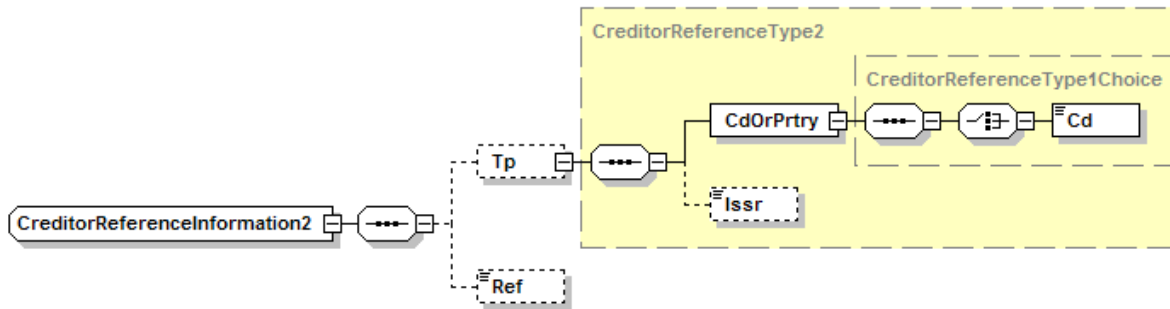 CreditorReferenceType2
CreditorReferenceType1Choice
CdOrPrtry
Cd
Tp
Issr
CreditorReferenceInformation2
Ref